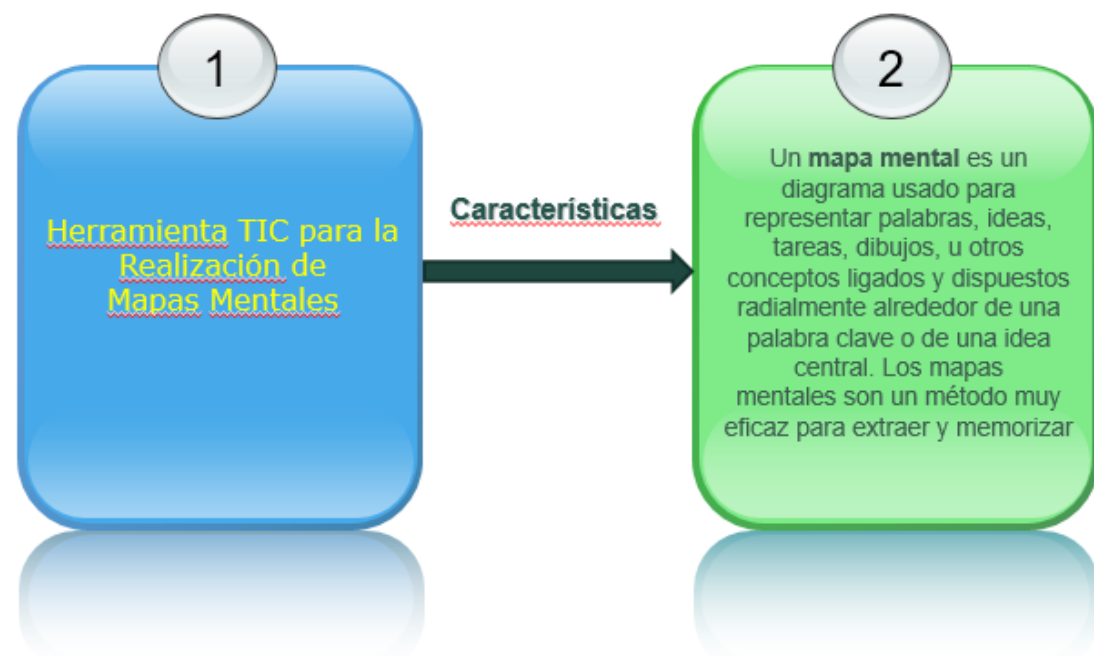 1
Herramienta TIC para la
Realización de
Mapas Mentales
Características
2
Un mapa mental es un
diagrama usado para
representar palabras, ideas,
tareas, dibujos, u otros
conceptos ligados y dispuestos
radialmente alrededor de una
palabra clave o de una idea
central. Los mapas
mentales son un método muy
eficaz para extraer y memorizar